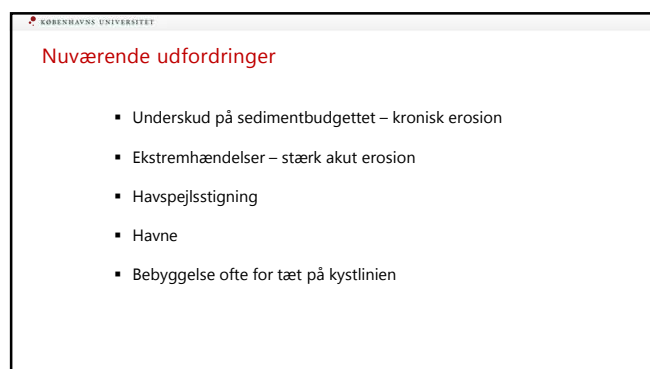 KØBENHAVNS UNIVERSITET
Nuværende udfordringer
▪ Underskud på sedimentbudgettet – kronisk erosion
▪ Ekstremhændelser – stærk akut erosion
▪ Havspejlsstigning
▪ Havne
▪ Bebyggelse ofte for tæt på kystlinien